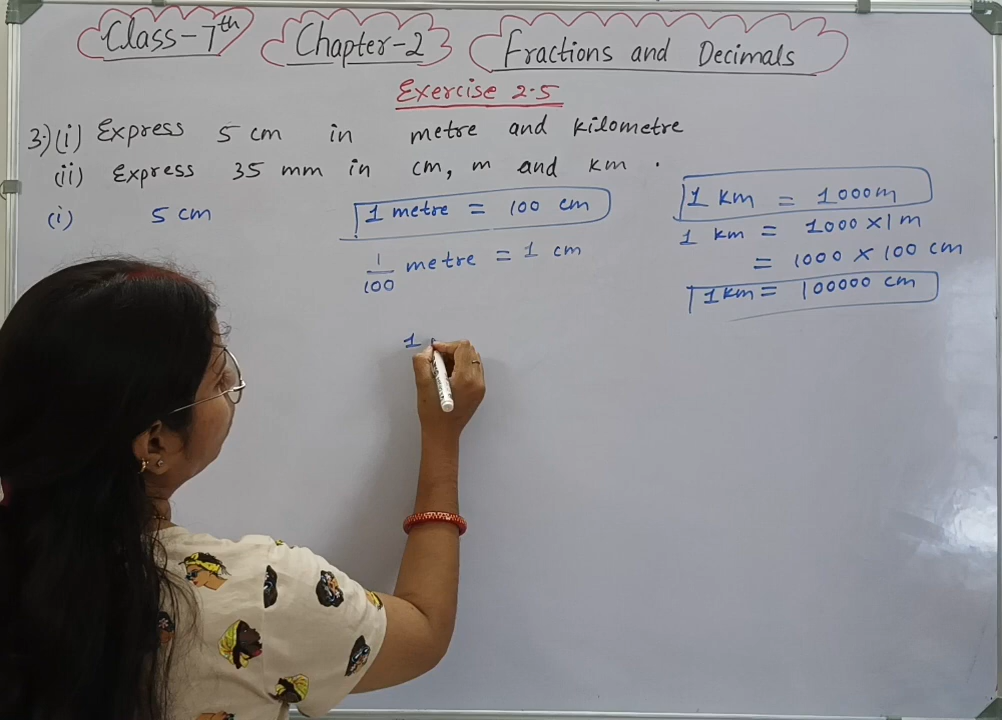 Class-7th Chapter-2 Fractions and Decimals
Exercise 2.5
3)(i) Express 5 cm in metre and kilometre
(ii) Express 35 mm in cm, m and km.
(i) 5 cm
1 metre = 100 cm
1/100 metre = 1 cm
1
1 km = 1000m
1 km = 1000 x 1 m
= 1000 x 100 cm
1 km = 100000 cm